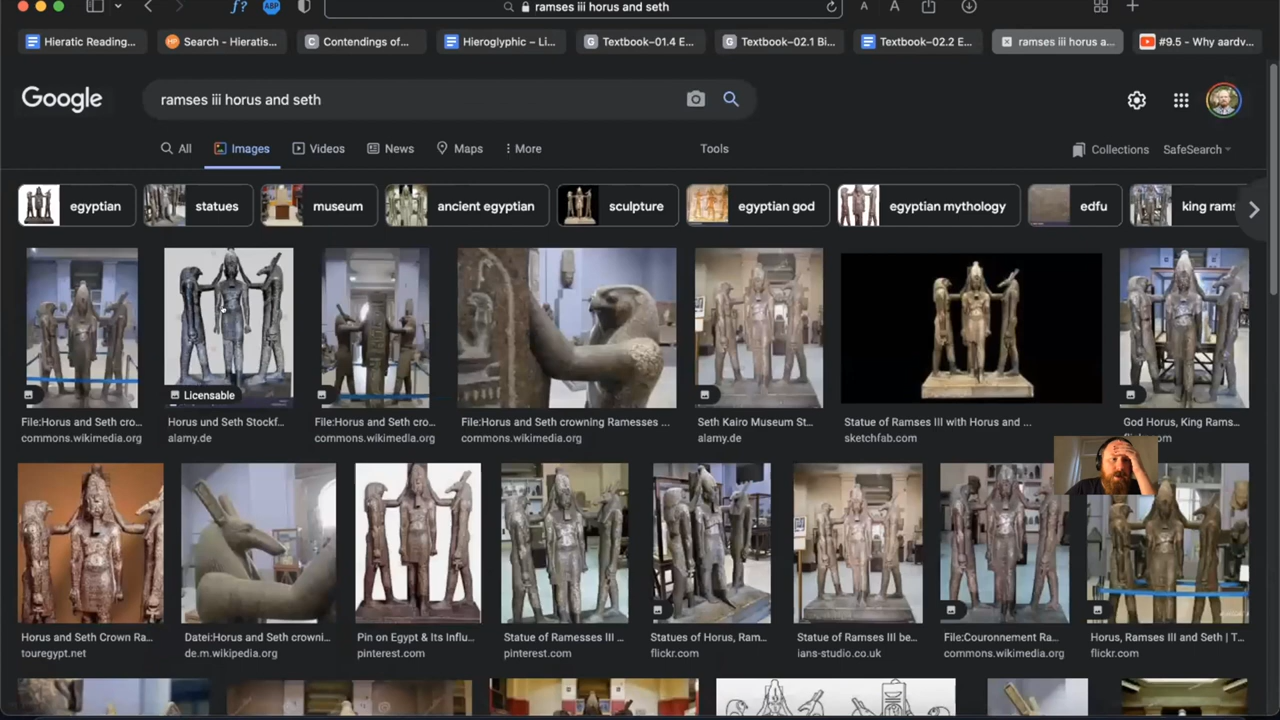 ramses iii horus and seth
Hieratic Reading...
Search - Hieratis...
Contendings of...
Hieroglyphic – Li...
Textbook–01.4 E...
Textbook–02.1 Bi...
Textbook–02.2 E...
ramses iii horus a...
#9.5 - Why aardv...
Google
ramses iii horus and seth
All
Images
Videos
News
Maps
More
Tools
Collections
SafeSearch
egyptian
statues
museum
ancient egyptian
sculpture
egyptian god
egyptian mythology
edfu
king rams
Licensable
File:Horus and Seth cro...
commons.wikimedia.org
Horus und Seth Stockf...
alamy.de
File:Horus and Seth cro...
commons.wikimedia.org
File:Horus and Seth crowning Ramesses ...
commons.wikimedia.org
Seth Kairo Museum St...
alamy.de
Statue of Ramses III with Horus and ...
sketchfab.com
God Horus, King Rams...
Horus and Seth Crown Ra...
touregypt.net
Datei:Horus and Seth crowni...
de.m.wikipedia.org
Pin on Egypt & Its Influ...
pinterest.com
Statue of Ramesses III ...
pinterest.com
Statues of Horus, Ram...
flickr.com
Statue of Ramses III be...
ians-studio.co.uk
File:Couronnement Ra...
commons.wikimedia.org
Horus, Ramses III and Seth | T...
flickr.com